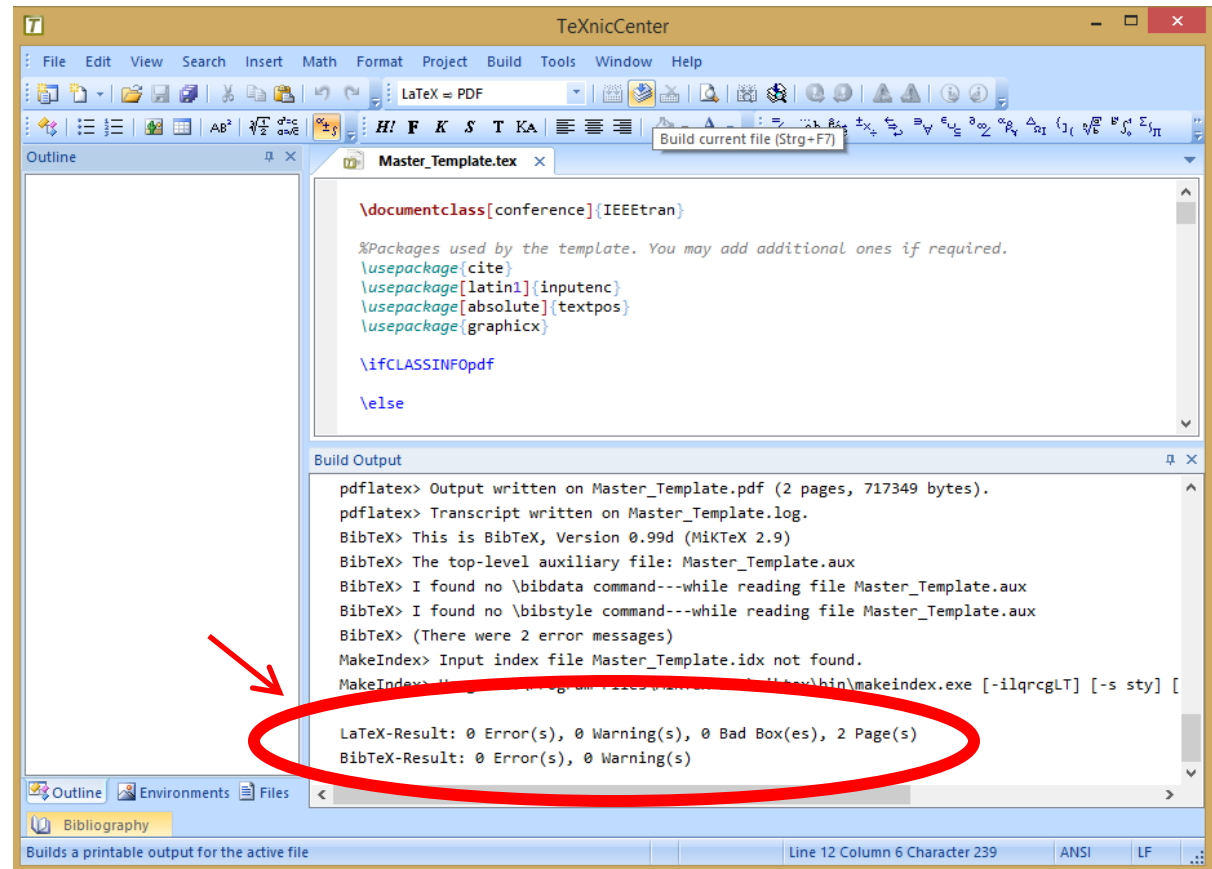 TeXnicCenter
File Edit View Search Insert Math Format Project Build Tools Window Help
LaTeX ⇒ PDF
H! F K S T KA
Build current file (Strg+F7)
Outline
Master_Template.tex
\documentclass[conference]{IEEEtran}
%Packages used by the template. You may add additional ones if required.
\usepackage{cite}
\usepackage[latin1]{inputenc}
\usepackage[absolute]{textpos}
\usepackage{graphicx}
\ifCLASSINFOpdf
\else
Build Output
pdflatex> Output written on Master_Template.pdf (2 pages, 717349 bytes).
pdflatex> Transcript written on Master_Template.log.
BibTeX> This is BibTeX, Version 0.99d (MiKTeX 2.9)
BibTeX> The top-level auxiliary file: Master_Template.aux
BibTeX> I found no \bibdata command---while reading file Master_Template.aux
BibTeX> I found no \bibstyle command---while reading file Master_Template.aux
BibTeX> (There were 2 error messages)
MakeIndex> Input index file Master_Template.idx not found.
MakeIndex> \bin\makeindex.exe [-ilqrcgLT] [-s sty] [
LaTeX-Result: 0 Error(s), 0 Warning(s), 0 Bad Box(es), 2 Page(s)
BibTeX-Result: 0 Error(s), 0 Warning(s)
Outline Environments Files
Bibliography
Builds a printable output for the active file
Line 12 Column 6 Character 239 ANSI LF